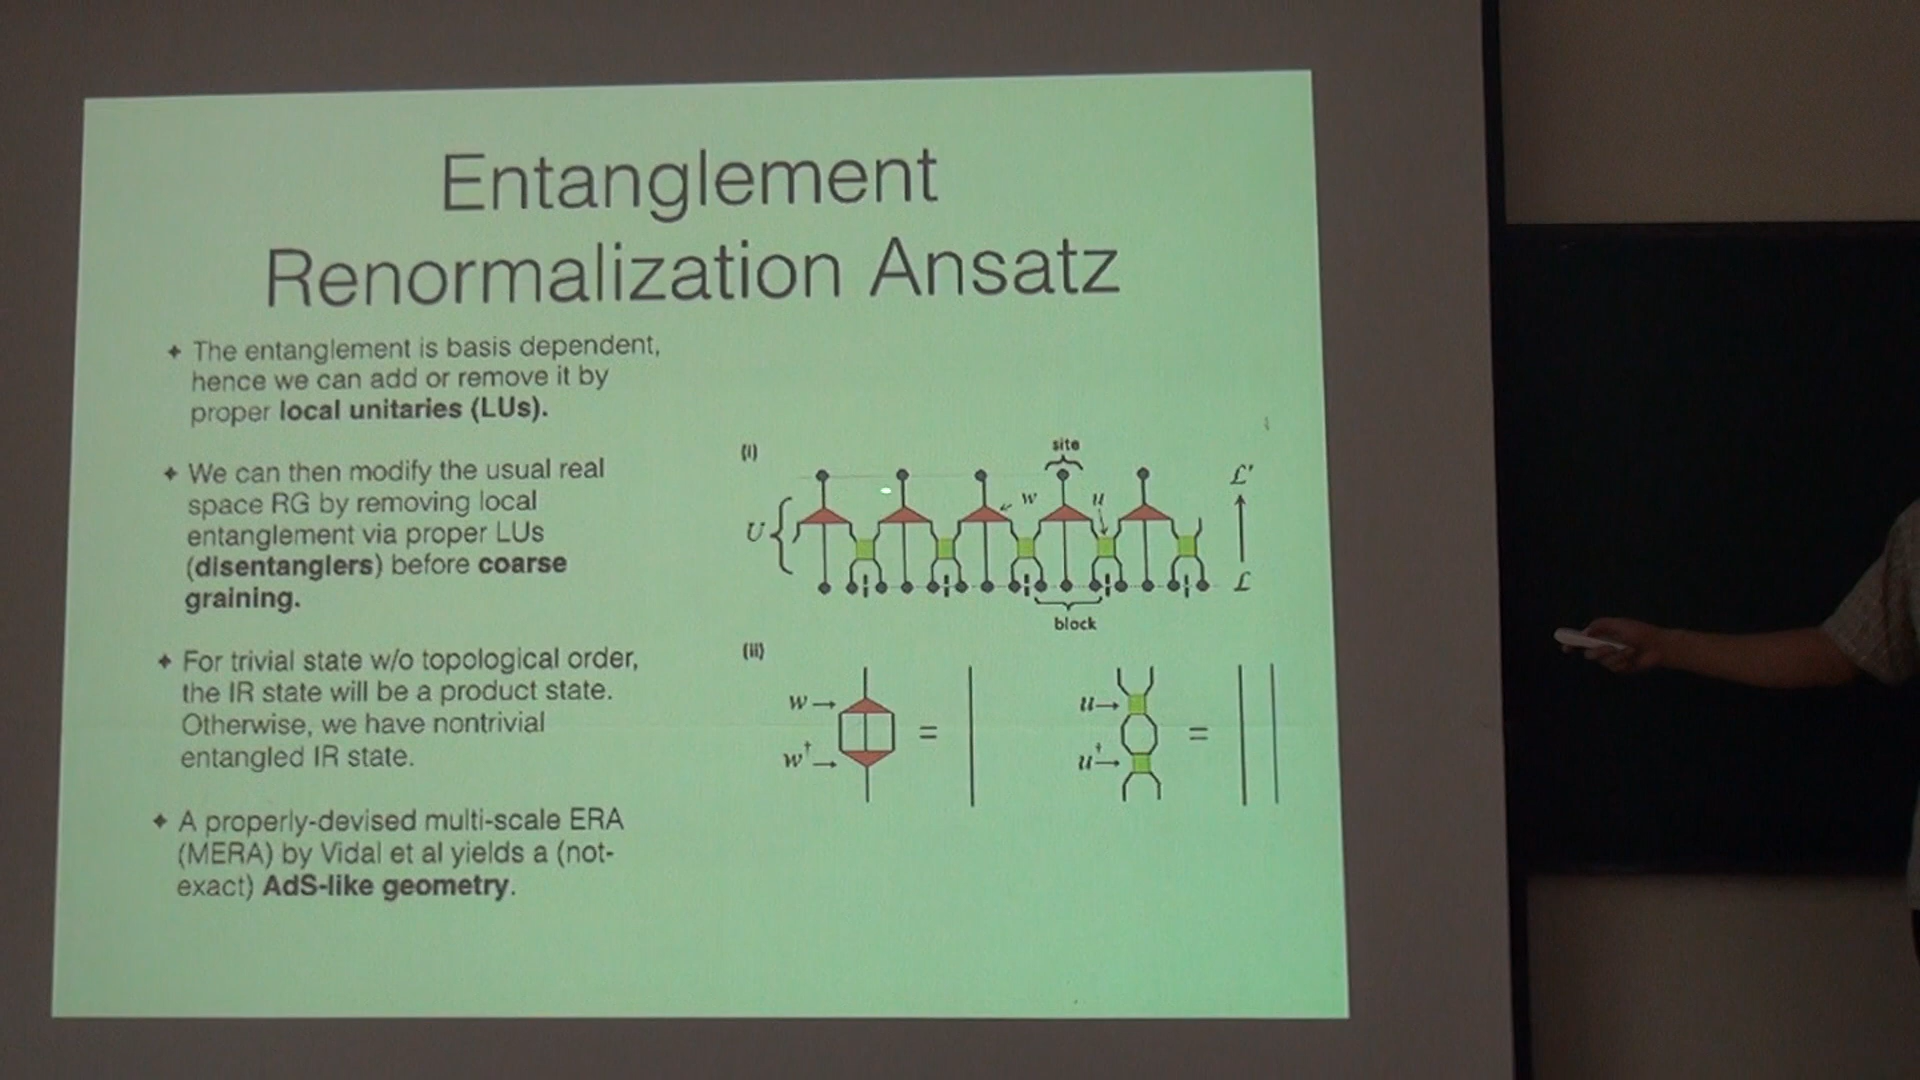 Entanglement
Renormalization Ansatz
✦ The entanglement is basis dependent,
hence we can add or remove it by
proper local unitaries (LUs).
✦ We can then modify the usual real
space RG by removing local
entanglement via proper LUs
(disentanglers) before coarse
graining.
✦ For trivial state w/o topological order,
the IR state will be a product state.
Otherwise, we have nontrivial
entangled IR state.
✦ A properly-devised multi-scale ERA
(MERA) by Vidal et al yields a (not-
exact) AdS-like geometry.
(i)
site
w
u
ℒ'
U
ℒ
block
(ii)
w
=
w†
u
=
u†